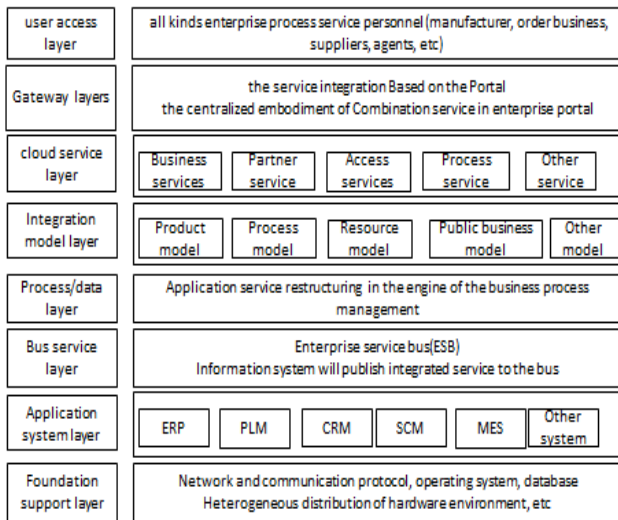 user access
layer
all kinds enterprise process service personnel(manufacturer, order business,
suppliers, agents, etc)
Gateway layers
the service integration Based on the Portal
the centralized embodiment of Combination service in enterprise portal
cloud service
layer
Business
services
Partner
service
Access
services
Process
service
Other
service
Integration
model layer
Product
model
Process
model
Resource
model
Public business
model
Other
model
Process/data
layer
Application service restructuring in the engine of the business process
management
Bus service
layer
Enterprise service bus(ESB)
Information system will publish integrated service to the bus
Application
system layer
ERP
PLM
CRM
SCM
MES
Other
system
Foundation
support layer
Network and communication protocol, operating system, database
Heterogeneous distribution of hardware environment, etc